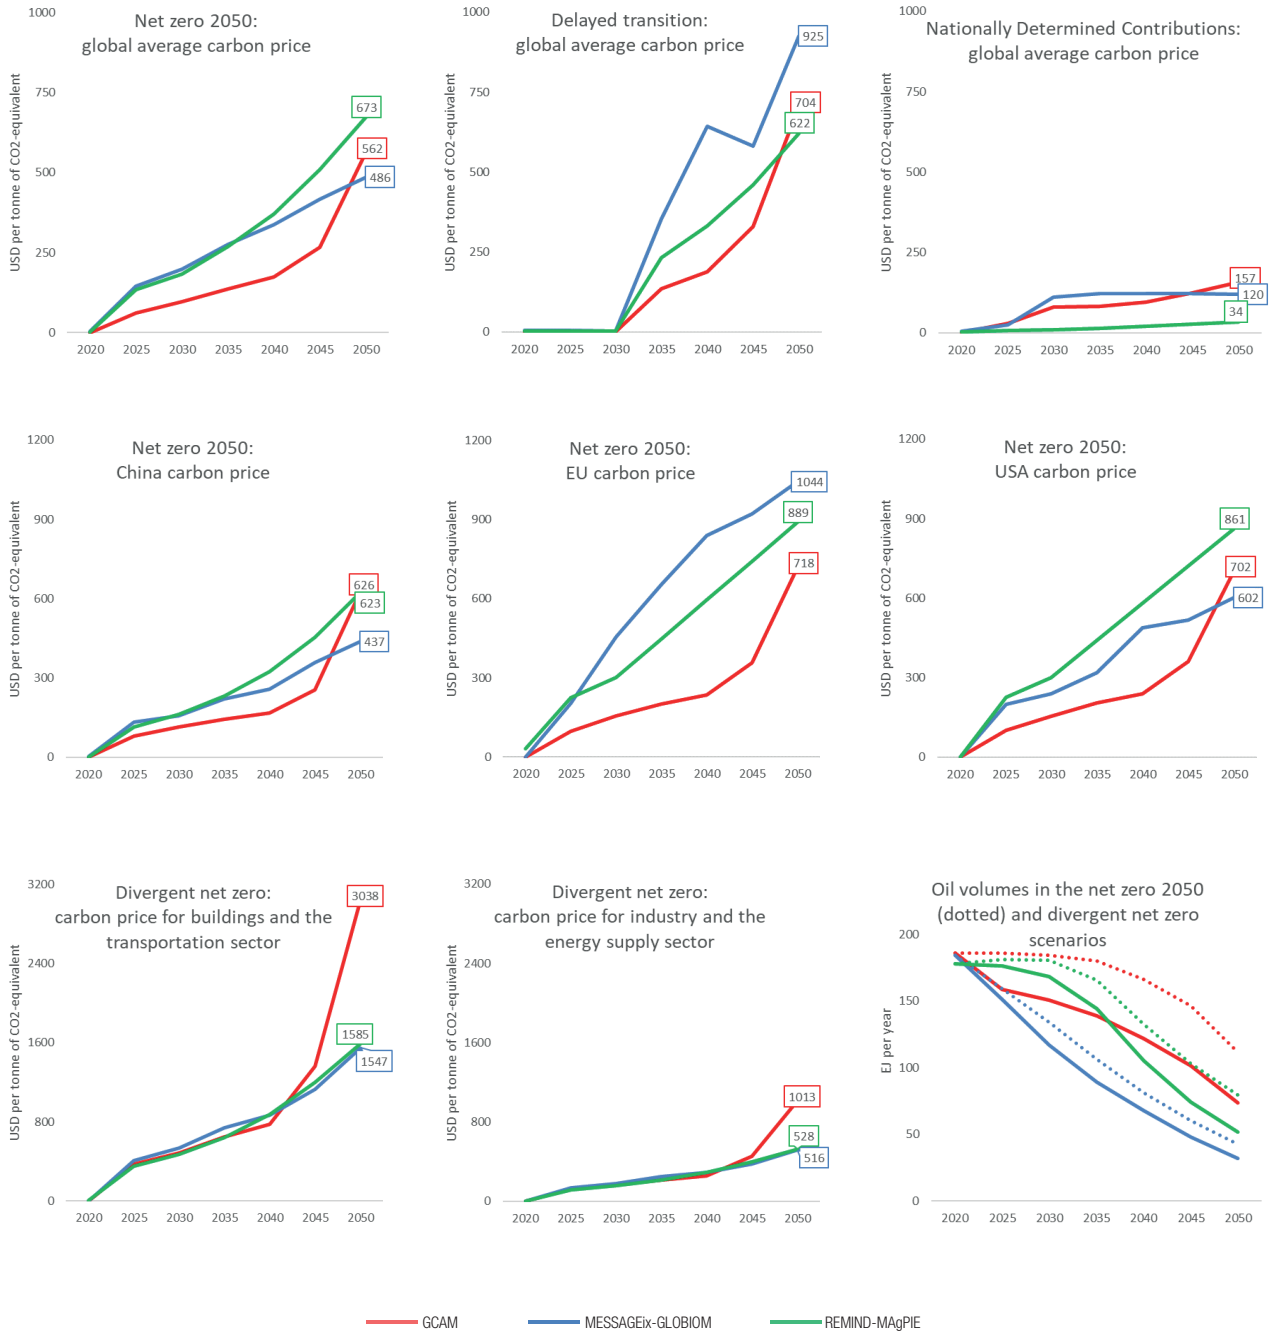 Net zero 2050:
global average carbon price
USD per tonne of CO2-equivalent
1000
750
500
250
0
673
562
486
2020 2025 2030 2035 2040 2045 2050
Delayed transition:
global average carbon price
USD per tonne of CO2-equivalent
1000
750
500
250
0
925
704
622
2020 2025 2030 2035 2040 2045 2050
Nationally Determined Contributions:
global average carbon price
USD per tonne of CO2-equivalent
1000
750
500
250
0
157
120
34
2020 2025 2030 2035 2040 2045 2050
Net zero 2050:
China carbon price
USD per tonne of CO2-equivalent
1200
900
600
300
0
626
623
437
2020 2025 2030 2035 2040 2045 2050
Net zero 2050:
EU carbon price
USD per tonne of CO2-equivalent
1200
900
600
300
0
1044
889
718
2020 2025 2030 2035 2040 2045 2050
Net zero 2050:
USA carbon price
USD per tonne of CO2-equivalent
1200
900
600
300
0
861
702
602
2020 2025 2030 2035 2040 2045 2050
Divergent net zero:
carbon price for buildings and the
transportation sector
USD per tonne of CO2-equivalent
3200
2400
1600
800
0
3038
1585
1547
2020 2025 2030 2035 2040 2045 2050
Divergent net zero:
carbon price for industry and the
energy supply sector
USD per tonne of CO2-equivalent
3200
2400
1600
800
0
1013
528
516
2020 2025 2030 2035 2040 2045 2050
Oil volumes in the net zero 2050
(dotted) and divergent net zero
scenarios
EJ per year
200
150
100
50
0
2020 2025 2030 2035 2040 2045 2050
GCAM MESSAGEix-GLOBIOM REMIND-MAgPIE